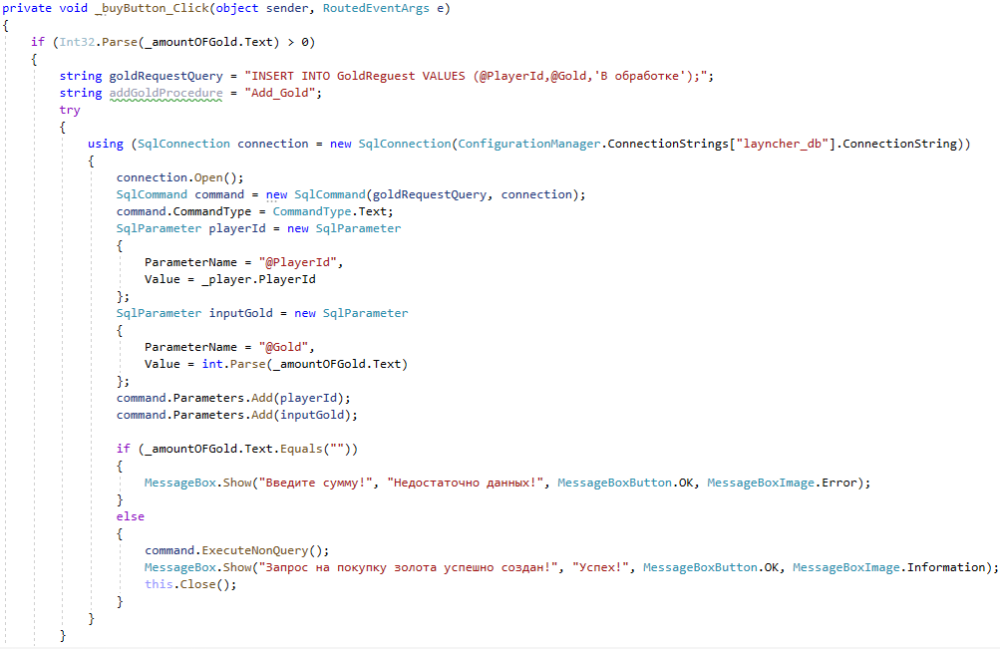 private void _buyButton_Click(object sender, RoutedEventArgs e)
{
if (Int32.Parse(_amountOFGold.Text) > 0)
{
string goldRequestQuery = "INSERT INTO GoldReguest VALUES (@PlayerId,@Gold,'В обработке');";
string addGoldProcedure = "Add_Gold";
try
{
using (SqlConnection connection = new SqlConnection(ConfigurationManager.ConnectionStrings["layncher_db"].ConnectionString))
{
connection.Open();
SqlCommand command = new SqlCommand(goldRequestQuery, connection);
command.CommandType = CommandType.Text;
SqlParameter playerId = new SqlParameter
{
ParameterName = "@PlayerId",
Value = _player.PlayerId
};
SqlParameter inputGold = new SqlParameter
{
ParameterName = "@Gold",
Value = int.Parse(_amountOFGold.Text)
};
command.Parameters.Add(playerId);
command.Parameters.Add(inputGold);
if (_amountOFGold.Text.Equals(""))
{
MessageBox.Show("Введите сумму!", "Недостаточно данных!", MessageBoxButton.OK, MessageBoxImage.Error);
}
else
{
command.ExecuteNonQuery();
MessageBox.Show("Запрос на покупку золота успешно создан!", "Успех!", MessageBoxButton.OK, MessageBoxImage.Information);
this.Close();
}
}
}